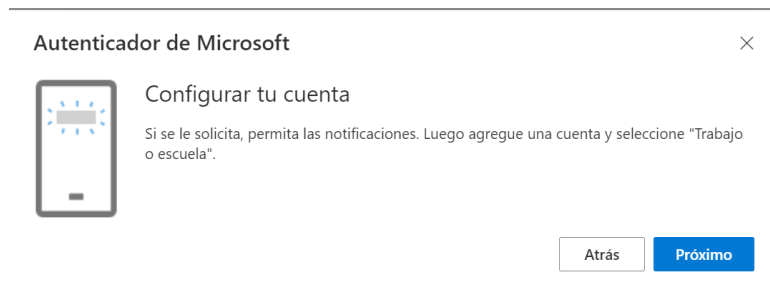 Autenticador de Microsoft
Configurar tu cuenta
Si se le solicita, permita las notificaciones. Luego agregue una cuenta y seleccione "Trabajo
o escuela".
Atrás
Próximo